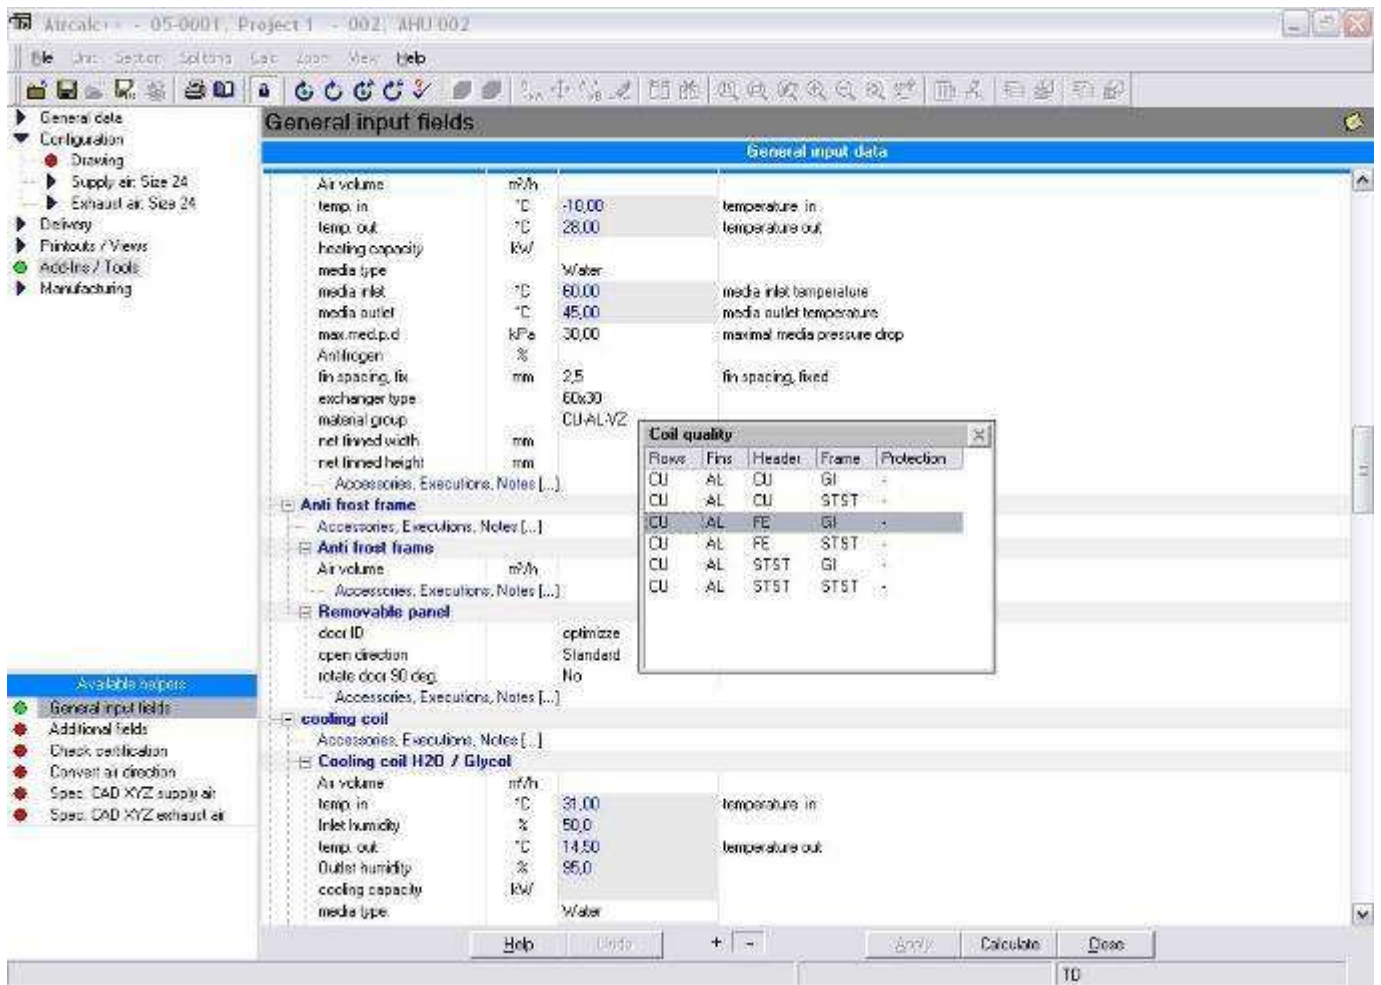 Aircalc++ - 05-0001, Project 1 - 002, AHU 002
File Unit Section Splitting Calc Zoom View Help
General data
Configuration
Drawing
Supply air: Size 24
Exhaust air: Size 24
Delivery
Printouts / Views
Add-Ins / Tools
Manufacturing
General input fields
General input data
Air volume m³/h
temp. in °C -10,00 temperature in
temp. out °C 28,00 temperature out
heating capacity kW
media type Water
media inlet °C 60,00 media inlet temperature
media outlet °C 45,00 media outlet temperature
max.med.p.d kPa 30,00 maximal media pressure drop
Antifrogen %
fin spacing, fix. mm 2,5 fin spacing, fixed
exchanger type 60x30
material group CU-AL-VZ
net finned width mm
net finned height mm
Accessories, Executions, Notes [...]
Anti frost frame
Accessories, Executions, Notes [...]
Anti frost frame
Air volume m³/h
Accessories, Executions, Notes [...]
Removable panel
door ID optimizze
open direction Standard
rotate door 90 deg. No
Accessories, Executions, Notes [...]
cooling coil
Accessories, Executions, Notes [...]
Cooling coil H2O / Glycol
Air volume m³/h
temp. in °C 31,00 temperature in
Inlet humidity % 50,0
temp. out °C 14,50 temperature out
Outlet humidity % 95,0
cooling capacity kW
media type Water
Coil quality
Rows Fins Header Frame Protection
CU AL CU GI -
CU AL CU STST -
CU AL FE GI -
CU AL FE STST -
CU AL STST GI -
CU AL STST STST -
Available helpers
General input fields
Additional fields
Check certification
Convert air direction
Spec. CAD XYZ supply air
Spec. CAD XYZ exhaust air
Help Undo + - Apply Calculate Close
TO